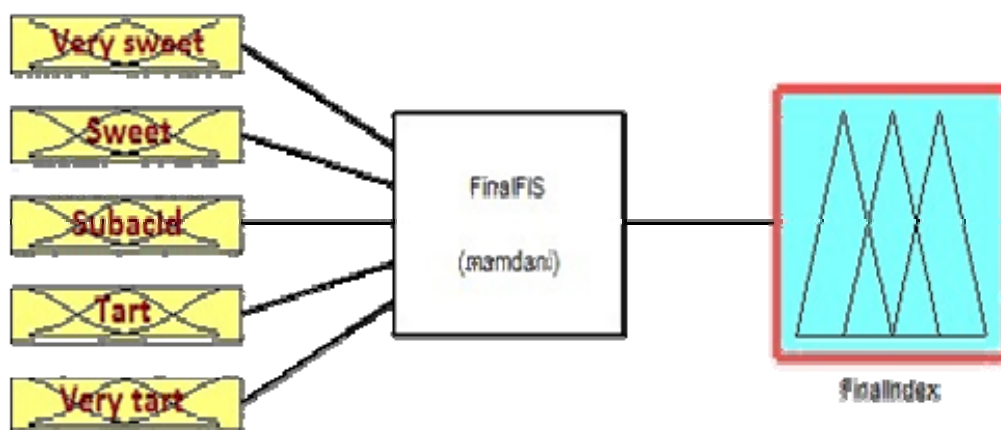 Very sweet
Sweet
Subacid
Tart
Very tart
FinalFIS
(mamdani)
FinalIndex